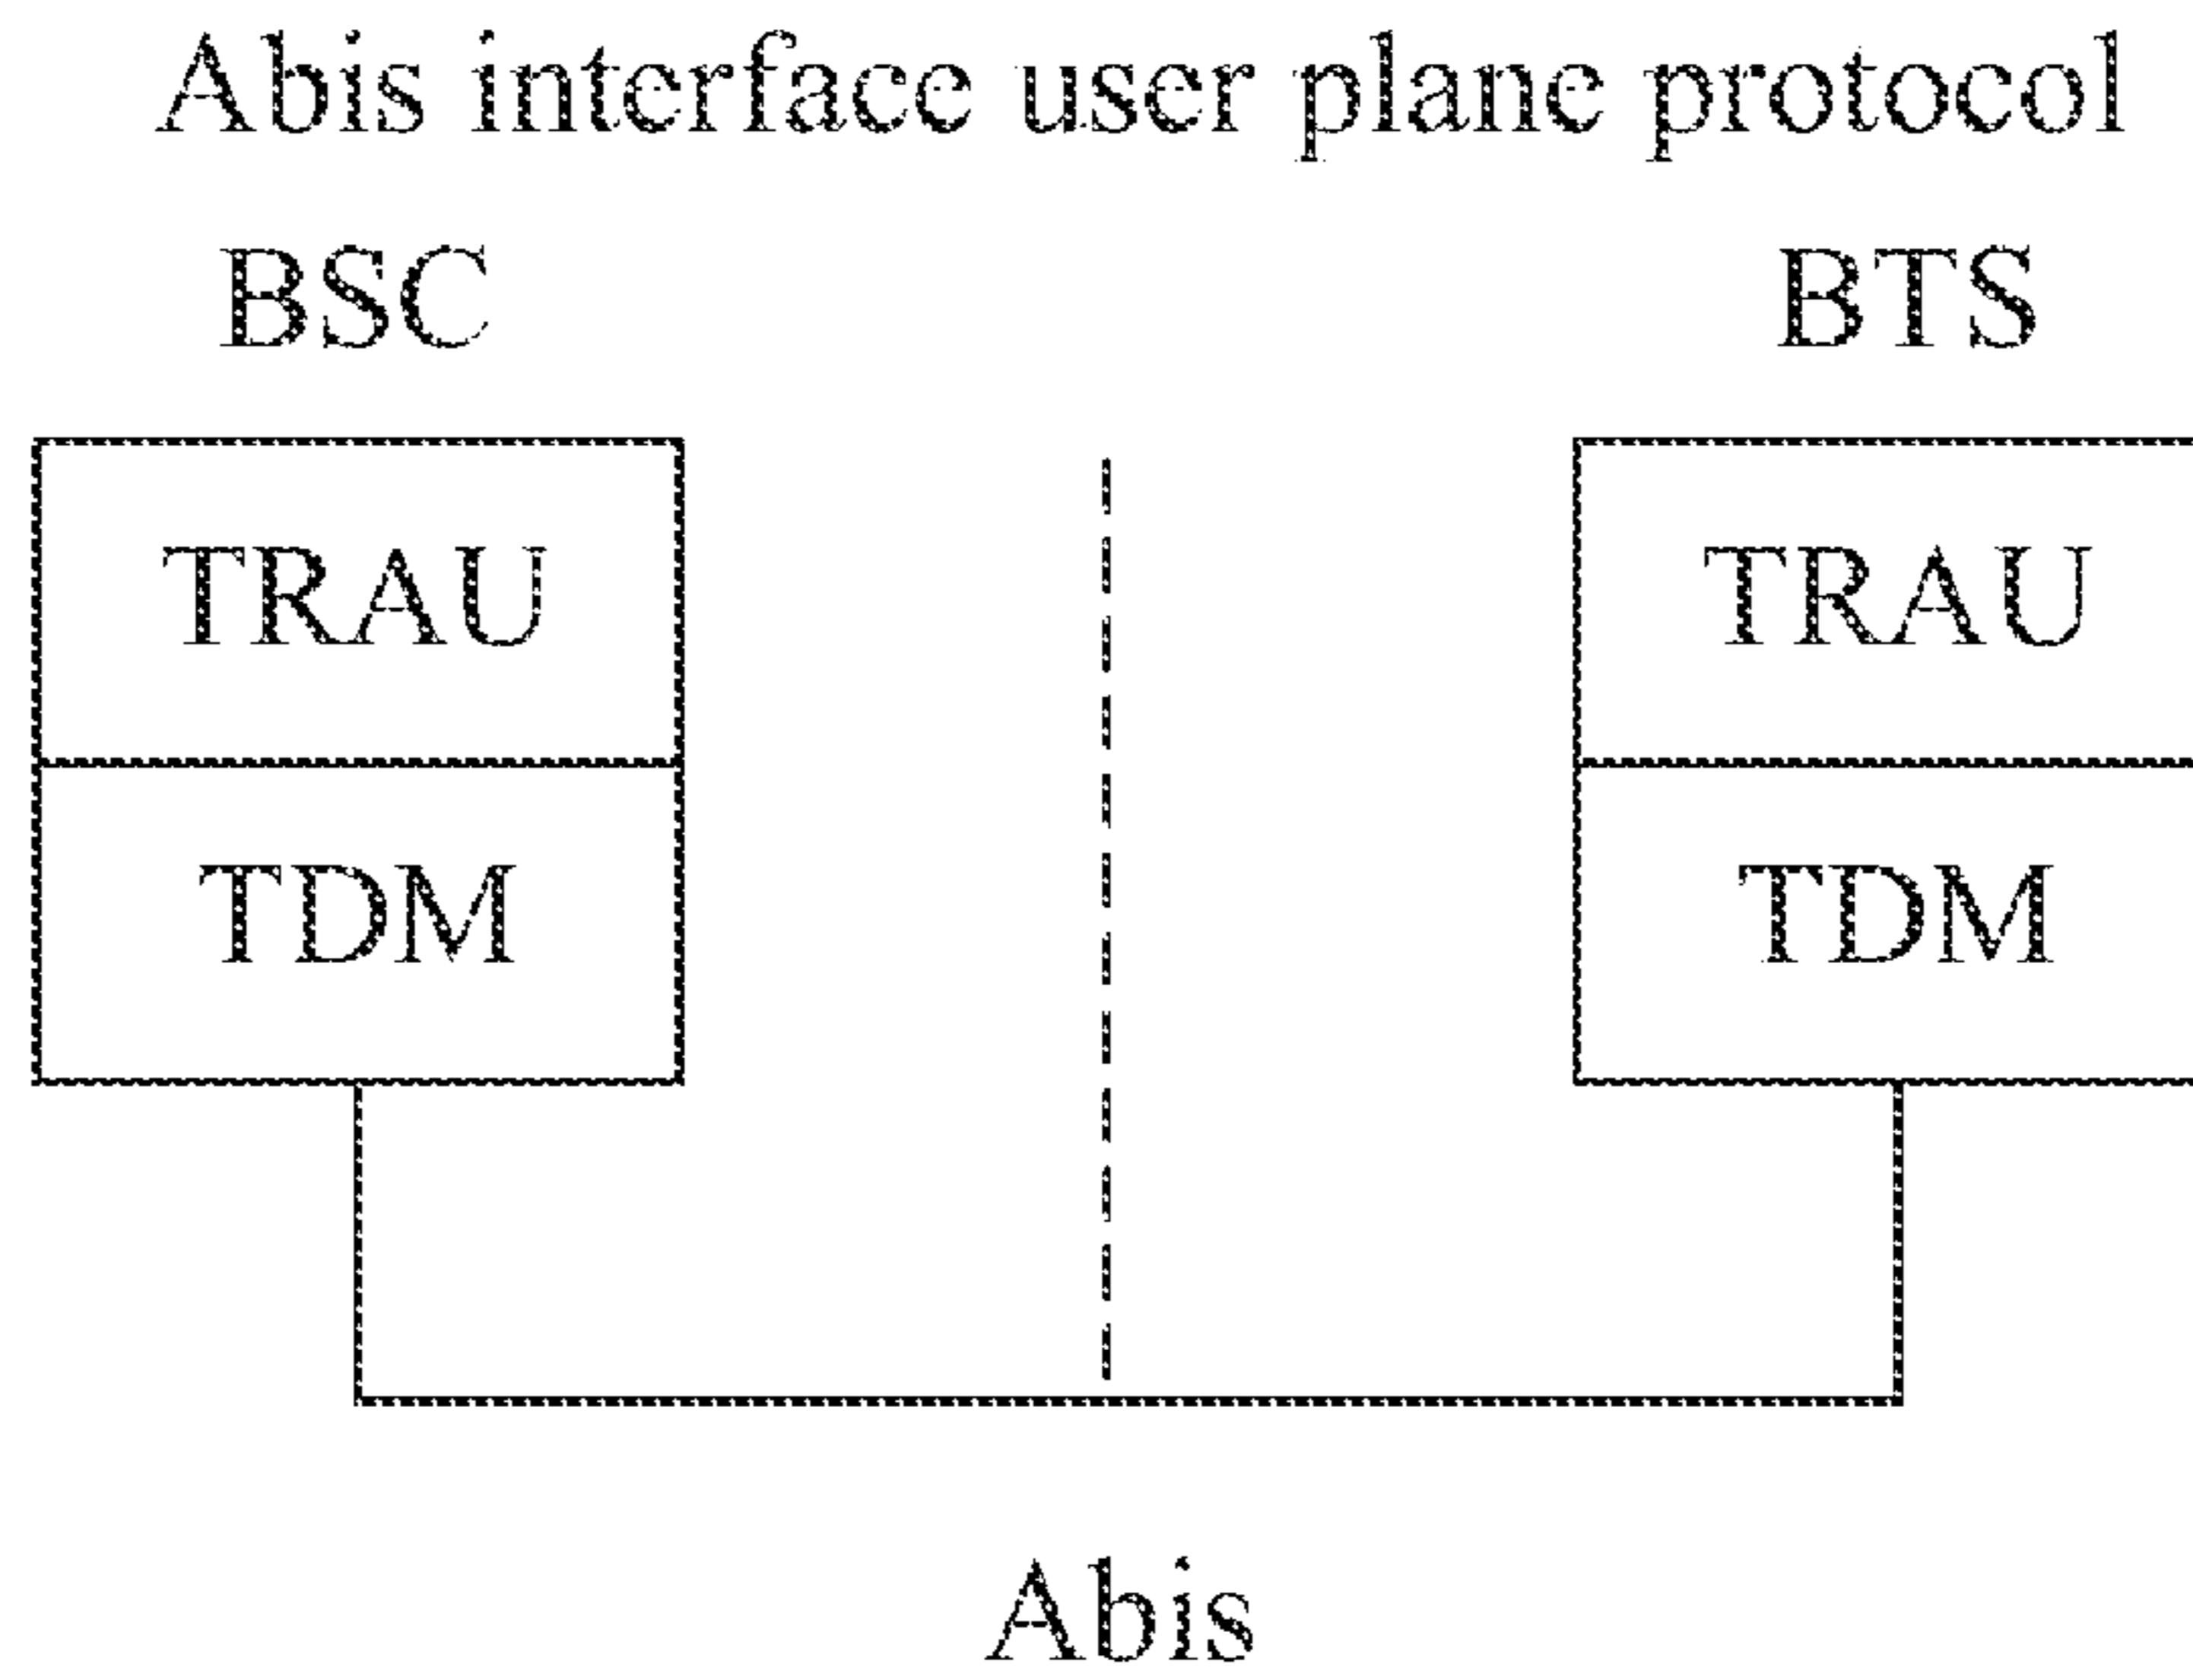 Abis interface user plane protocol
BSC BTS
TRAU TRAU
TDM TDM
Abis